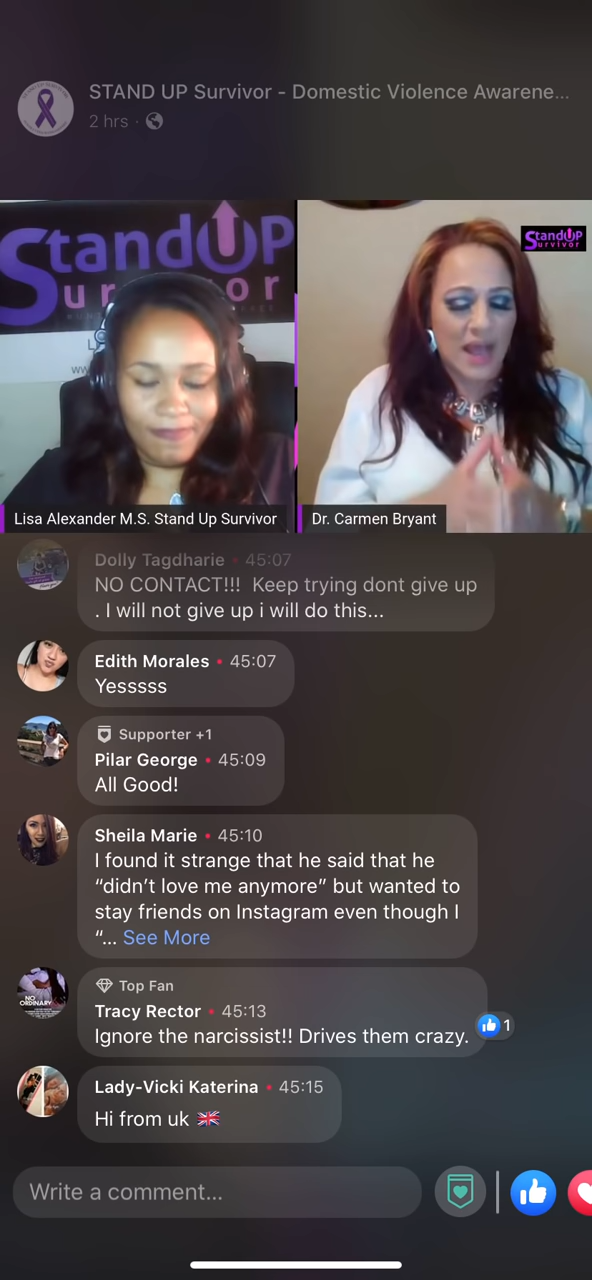 STAND UP Survivor - Domestic Violence Awarene...
2 hrs ·
StandUP
Survivor
StandUP
Survivor
Lisa Alexander M.S. Stand Up Survivor
Dr. Carmen Bryant
Dolly Tagdharie • 45:07
NO CONTACT!!! Keep trying dont give up
. I will not give up i will do this...
Edith Morales • 45:07
Yesssss
Supporter +1
Pilar George • 45:09
All Good!
Sheila Marie • 45:10
I found it strange that he said that he
“didn’t love me anymore” but wanted to
stay friends on Instagram even though I
“... See More
Top Fan
Tracy Rector • 45:13
Ignore the narcissist!! Drives them crazy.
1
NO
ORDINARY
Lady-Vicki Katerina • 45:15
Hi from uk 🇬🇧
Write a comment...